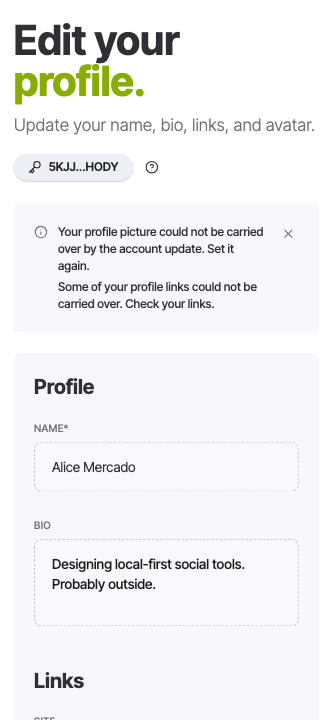 Edit your
profile.
Update your name, bio, links, and avatar.
5KJJ...HODY
Your profile picture could not be carried
over by the account update. Set it
again.
Some of your profile links could not be
carried over. Check your links.
Profile
NAME*
Alice Mercado
BIO
Designing local-first social tools.
Probably outside.
Links
SITE